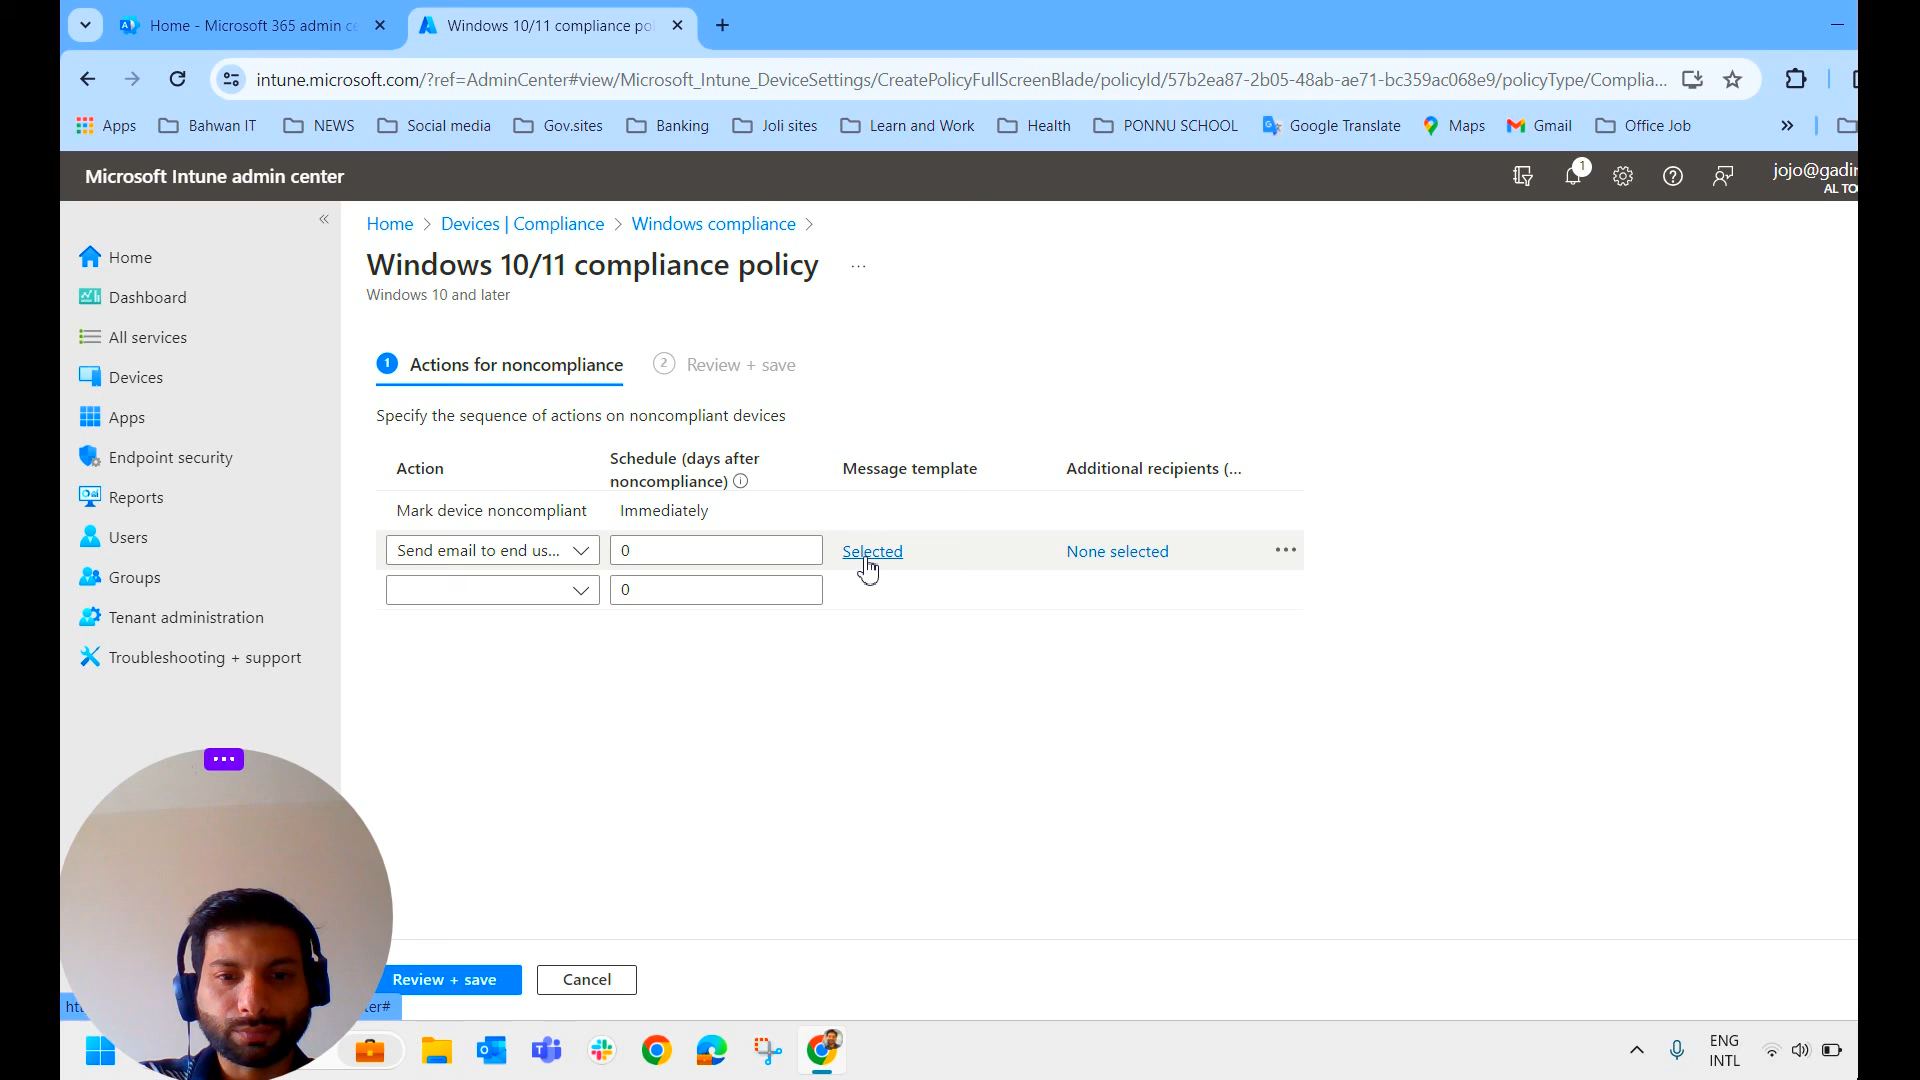 Home - Microsoft 365 admin ce
Windows 10/11 compliance po
intune.microsoft.com/?ref=AdminCenter#view/Microsoft_Intune_DeviceSettings/CreatePolicyFullScreenBlade/policyId/57b2ea87-2b05-48ab-ae71-bc359ac068e9/policyType/Complia...
Apps Bahwan IT NEWS Social media Gov.sites Banking Joli sites Learn and Work Health PONNU SCHOOL Google Translate Maps Gmail Office Job
Microsoft Intune admin center
1
jojo@gadir
AL TO
Home
Dashboard
All services
Devices
Apps
Endpoint security
Reports
Users
Groups
Tenant administration
Troubleshooting + support
Home > Devices | Compliance > Windows compliance >
Windows 10/11 compliance policy ...
Windows 10 and later
1 Actions for noncompliance 2 Review + save
Specify the sequence of actions on noncompliant devices
Action Schedule (days after noncompliance) Message template Additional recipients (...
Mark device noncompliant Immediately
Send email to end us... 0 Selected None selected
0
Review + save Cancel
ter#
ENG
INTL